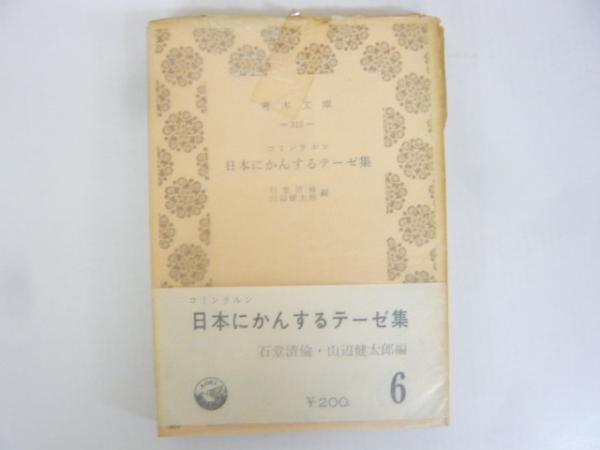 青木文庫
—313—
コミンテルン
日本にかんするテーゼ集
石堂清倫
山辺健太郎 編
コミンテルン
日本にかんするテーゼ集
石堂清倫・山辺健太郎編
AOKI
¥200.
6